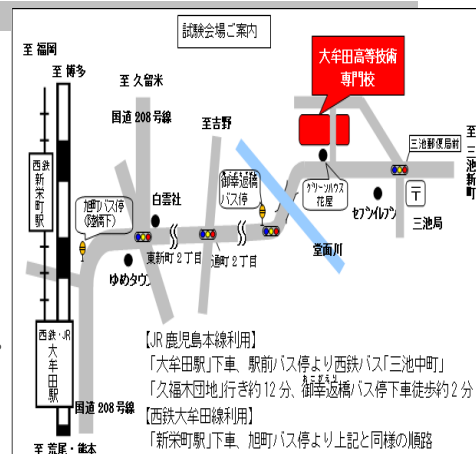 試験会場ご案内
至 福岡
至 博多
至 久留米
国道208号線
至吉野
大牟田高等技術
専門校
三池郵便局前
至 三池新町
西鉄
新栄町駅
旭町バス停
(陸橋下)
白雲社
御幸返橋
バス停
グリーンハウス
花屋
セブンイレブン
〒
三池局
東新町2丁目
通町2丁目
ゆめタウン
堂面川
西鉄・JR
大牟田駅
国道208号線
至 荒尾・熊本
【JR鹿児島本線利用】
「大牟田駅」下車、駅前バス停より西鉄バス「三池中町」
「久福木団地」行き約12分、御幸返橋バス停下車徒歩約2分
【西鉄大牟田線利用】
「新栄町駅」下車、旭町バス停より上記と同様の順路